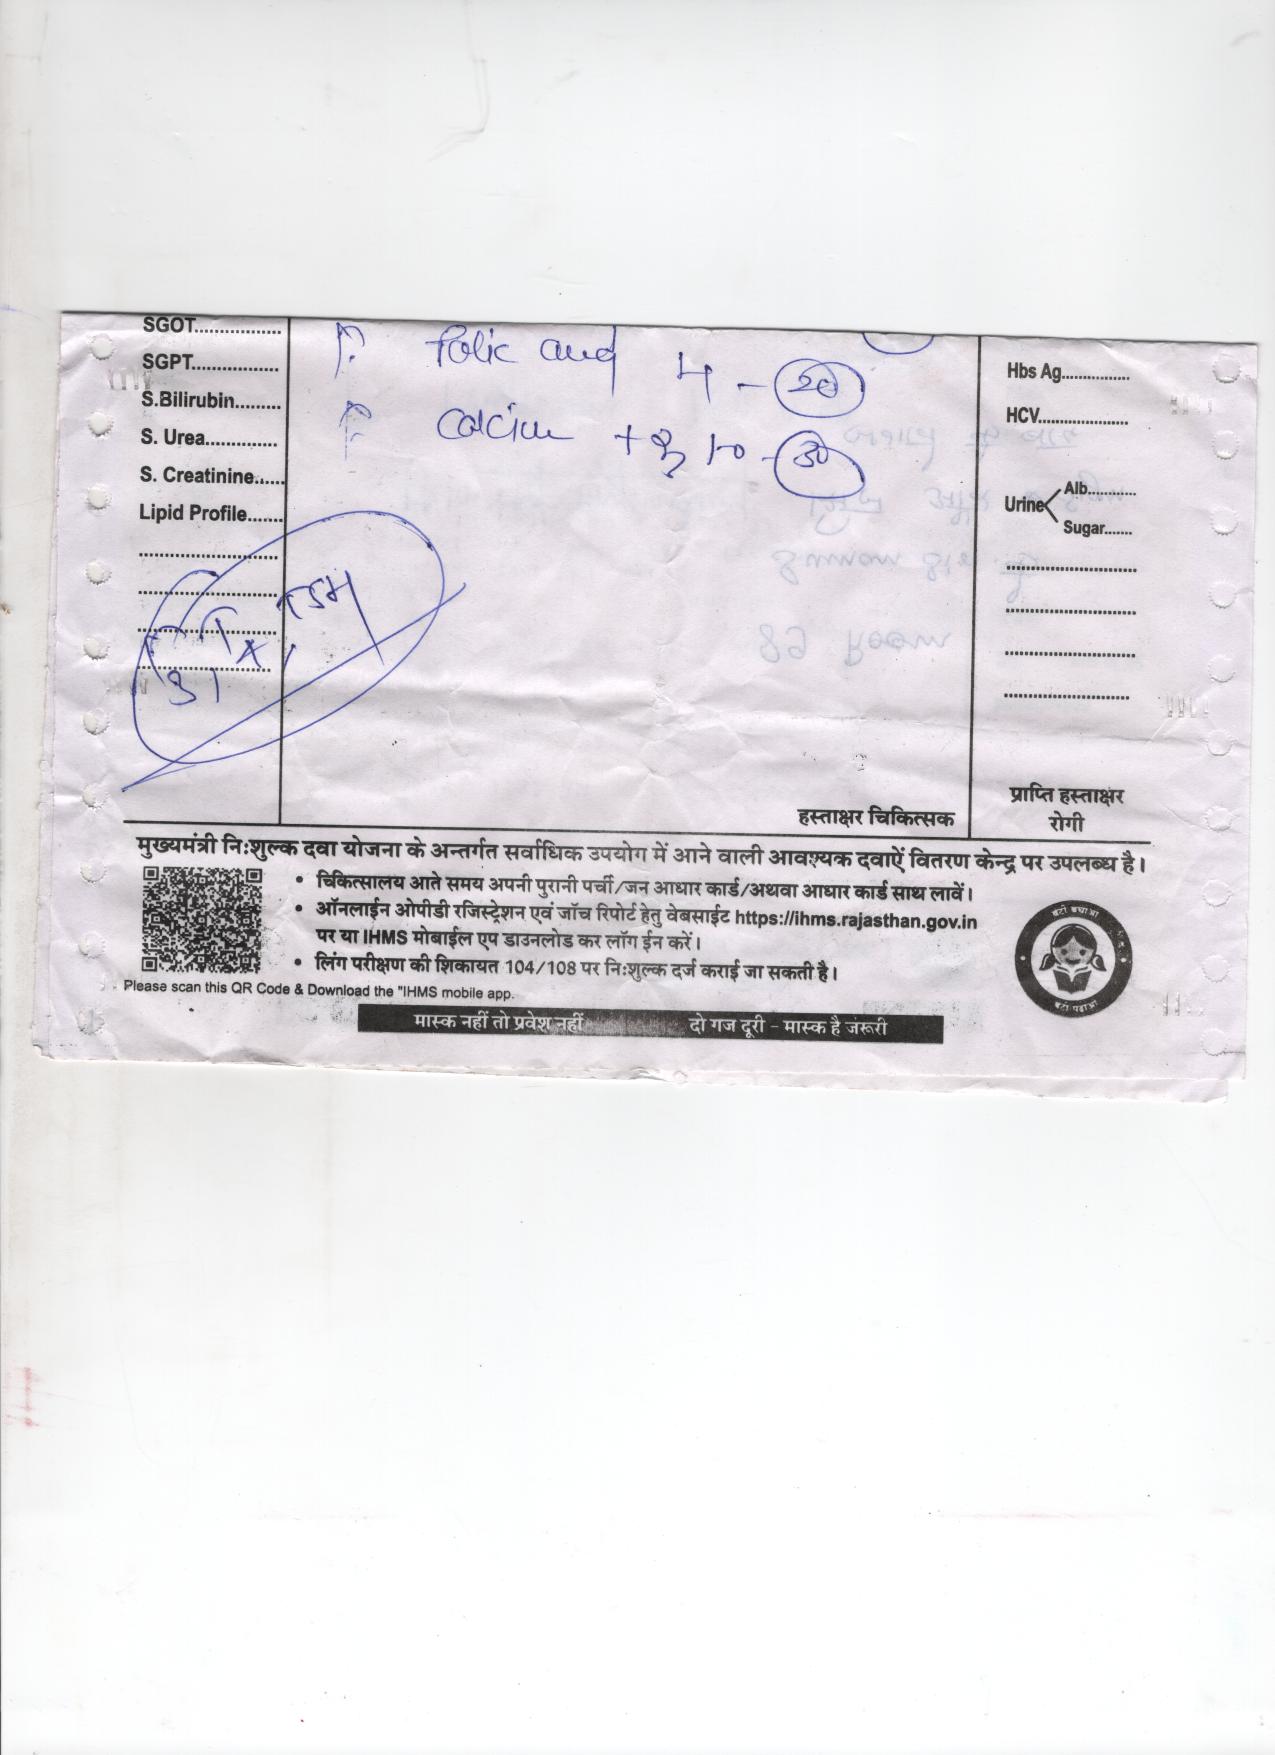 SGOT.................
SGPT.................
S.Bilirubin.........
S. Urea..............
S. Creatinine......
Lipid Profile.......
Folic acid 4 - 20
Calcium + 30
Hbs Ag...............
HCV....................
Urine
Alb...........
Sugar.......
68 Room
हस्ताक्षर चिकित्सक
प्राप्ति हस्ताक्षर
रोगी
मुख्यमंत्री निःशुल्क दवा योजना के अन्तर्गत सर्वाधिक उपयोग में आने वाली आवश्यक दवाऐं वितरण केन्द्र पर उपलब्ध है।
• चिकित्सालय आते समय अपनी पुरानी पर्ची/जन आधार कार्ड/अथवा आधार कार्ड साथ लावें।
• ऑनलाईन ओपीडी रजिस्ट्रेशन एवं जॉच रिपोर्ट हेतु वेबसाईट https://ihms.rajasthan.gov.in
पर या IHMS मोबाईल एप डाउनलोड कर लॉग ईन करें।
• लिंग परीक्षण की शिकायत 104/108 पर निःशुल्क दर्ज कराई जा सकती है।
Please scan this QR Code & Download the "IHMS mobile app.
बेटी बचाओ
बेटी पढ़ाओ
मास्क नहीं तो प्रवेश नहीं दो गज दूरी - मास्क है जरूरी